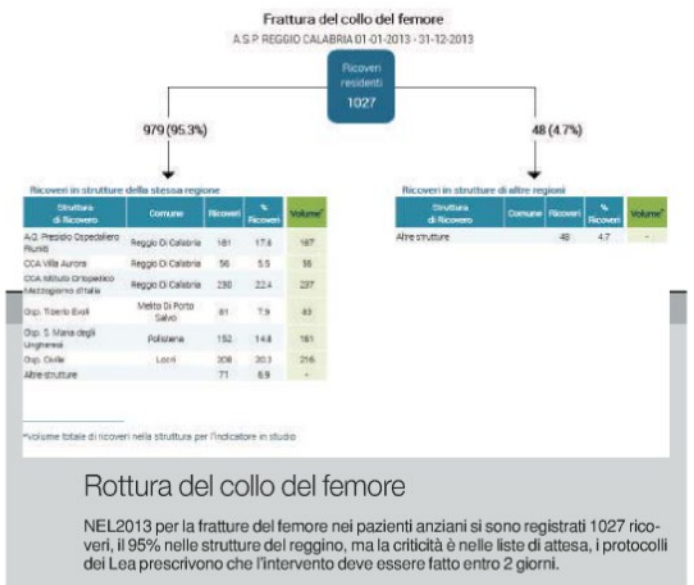 Frattura del collo del femore
A.S.P REGGIO CALABRIA 01-01-2013 - 31-12-2013
Ricoveri
residenti
1027
979 (95.3%)
48 (4.7%)
Ricoveri in strutture della stessa regione
Struttura di Ricovero Comune Ricoveri % Ricoveri Volume*
A.O. Presidio Ospedaliero Riuniti Reggio Di Calabria 181 17.6 187
CCA Villa Aurora Reggio Di Calabria 56 5.5 56
CCA Istituto Ortopedico Mezzogiorno d'Italia Reggio Di Calabria 230 22.4 237
Osp. Tiberio Evoli Melito Di Porto Salvo 81 7.9 83
Osp. S. Maria degli Ungheresi Polistena 152 14.8 161
Osp. Civile Locri 208 20.3 216
Altre strutture 71 6.9 -
Ricoveri in strutture di altre regioni
Struttura di Ricovero Comune Ricoveri % Ricoveri Volume*
Altre strutture 48 4.7 -
*Volume totale di ricoveri nella struttura per l'indicatore in studio
Rottura del collo del femore
NEL2013 per la fratture del femore nei pazienti anziani si sono registrati 1027 rico-
veri, il 95% nelle strutture del reggino, ma la criticità è nelle liste di attesa, i protocolli
dei Lea prescrivono che l'intervento deve essere fatto entro 2 giorni.